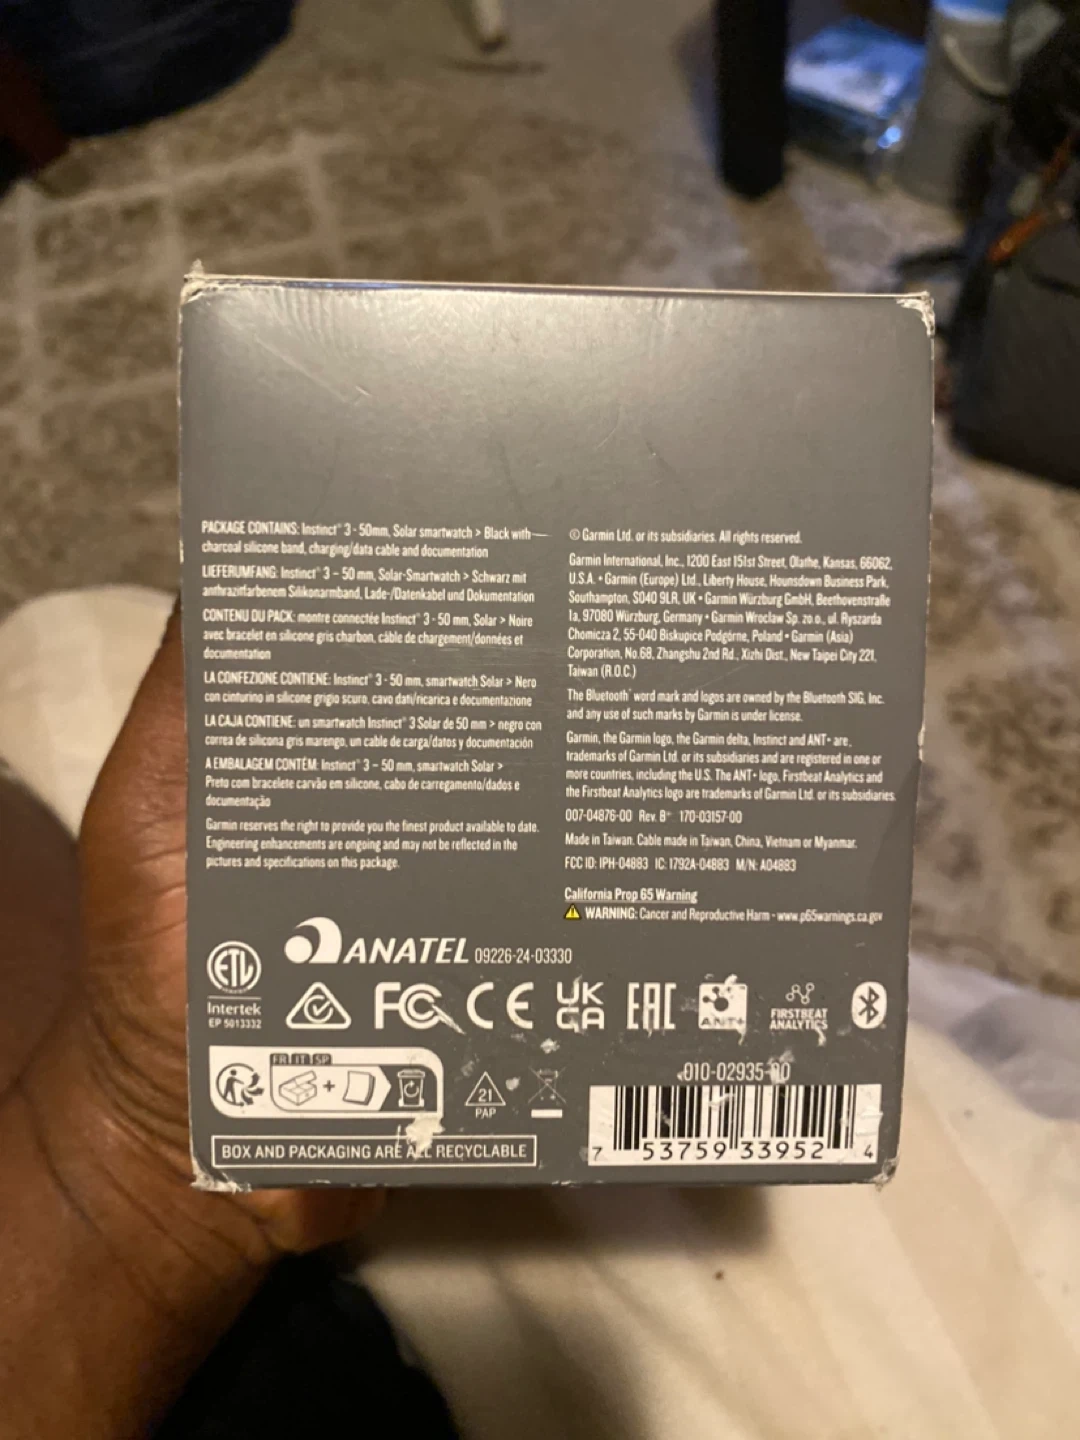 PACKAGE CONTAINS: Instinct® 3 - 50mm, Solar smartwatch > Black with
charcoal silicone band, charging/data cable and documentation
LIEFERUMFANG: Instinct® 3 – 50 mm, Solar-Smartwatch > Schwarz mit
anthrazitfarbenem Silikonarmband, Lade-/Datenkabel und Dokumentation
CONTENU DU PACK: montre connectée Instinct® 3 - 50 mm, Solar > Noire
avec bracelet en silicone gris charbon, câble de chargement/données et
documentation
LA CONFEZIONE CONTIENE: Instinct® 3 - 50 mm, smartwatch Solar > Nero
con cinturino in silicone grigio scuro, cavo dati/ricarica e documentazione
LA CAJA CONTIENE: un smartwatch Instinct® 3 Solar de 50 mm > negro con
correa de silicona gris marengo, un cable de carga/datos y documentación
A EMBALAGEM CONTÉM: Instinct® 3 – 50 mm, smartwatch Solar >
Preto com bracelete carvão em silicone, cabo de carregamento/dados e
documentação
Garmin reserves the right to provide you the finest product available to date.
Engineering enhancements are ongoing and may not be reflected in the
pictures and specifications on this package.
© Garmin Ltd. or its subsidiaries. All rights reserved.
Garmin International, Inc., 1200 East 151st Street, Olathe, Kansas, 66062,
U.S.A. • Garmin (Europe) Ltd., Liberty House, Hounsdown Business Park,
Southampton, SO40 9LR, UK • Garmin Würzburg GmbH, Beethovenstraße
1a, 97080 Würzburg, Germany • Garmin Wrocław Sp. zo.o., ul. Ryszarda
Chomicza 2, 55-040 Biskupice Podgórne, Poland • Garmin (Asia)
Corporation, No.68, Zhangshu 2nd Rd., Xizhi Dist., New Taipei City 221,
Taiwan (R.O.C.)
The Bluetooth® word mark and logos are owned by the Bluetooth SIG, Inc.
and any use of such marks by Garmin is under license.
Garmin, the Garmin logo, the Garmin delta, Instinct and ANT+ are
trademarks of Garmin Ltd. or its subsidiaries and are registered in one or
more countries, including the U.S. The ANT+ logo, Firstbeat Analytics and
the Firstbeat Analytics logo are trademarks of Garmin Ltd. or its subsidiaries.
007-04876-00 Rev. B+ 170-03157-00
Made in Taiwan. Cable made in Taiwan, China, Vietnam or Myanmar.
FCC ID: IPH-04883 IC: 1792A-04883 M/N: A04883
California Prop 65 Warning
WARNING: Cancer and Reproductive Harm - www.p65warnings.ca.gov
ETL
Intertek
EP 5013332
ANATEL 09226-24-03330
FC CE UK CA EAC ANT+ FIRSTBEAT
ANALYTICS
FR IT SP
21
PAP
BOX AND PACKAGING ARE ALL RECYCLABLE
010-02935-00
7 53759 33952 4